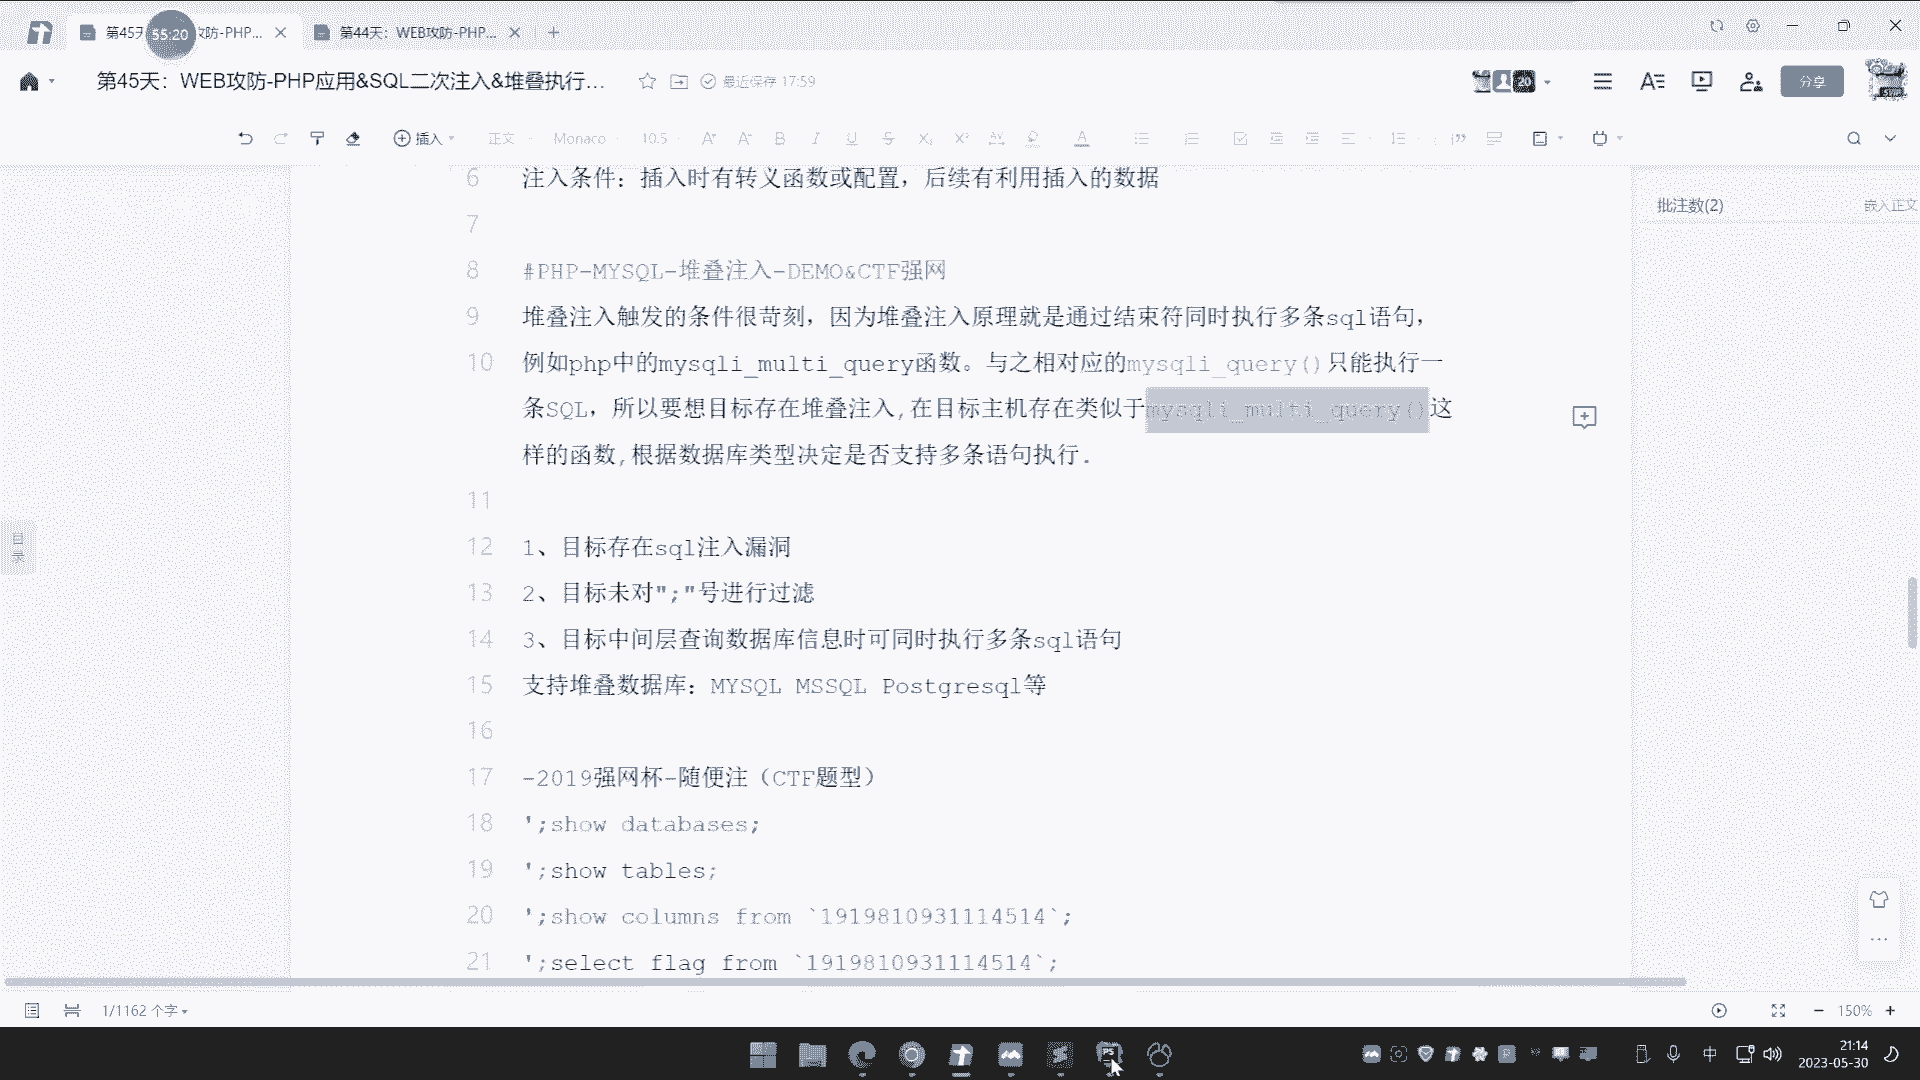 第45天 55:20 攻防-PHP...
第44天：WEB攻防-PHP...
第45天：WEB攻防-PHP应用&SQL二次注入&堆叠执行...
最近保存 17:59
20
分享
插入
正文
Monaco
10.5
批注数(2)
嵌入正文
目录
6 注入条件：插入时有转义函数或配置，后续有利用插入的数据
7
8 #PHP-MYSQL-堆叠注入-DEMO&CTF强网
9 堆叠注入触发的条件很苛刻，因为堆叠注入原理就是通过结束符同时执行多条sql语句，
10 例如php中的mysqli_multi_query函数。与之相对应的mysqli_query()只能执行一
条SQL，所以要想目标存在堆叠注入,在目标主机存在类似于mysqli_multi_query()这
样的函数,根据数据库类型决定是否支持多条语句执行.
11
12 1、目标存在sql注入漏洞
13 2、目标未对";"号进行过滤
14 3、目标中间层查询数据库信息时可同时执行多条sql语句
15 支持堆叠数据库：MYSQL MSSQL Postgresql等
16
17 -2019强网杯-随便注（CTF题型）
18 ';show databases;
19 ';show tables;
20 ';show columns from `1919810931114514`;
21 ';select flag from `1919810931114514`;
1/1162 个字
150%
中
21:14
2023-05-30